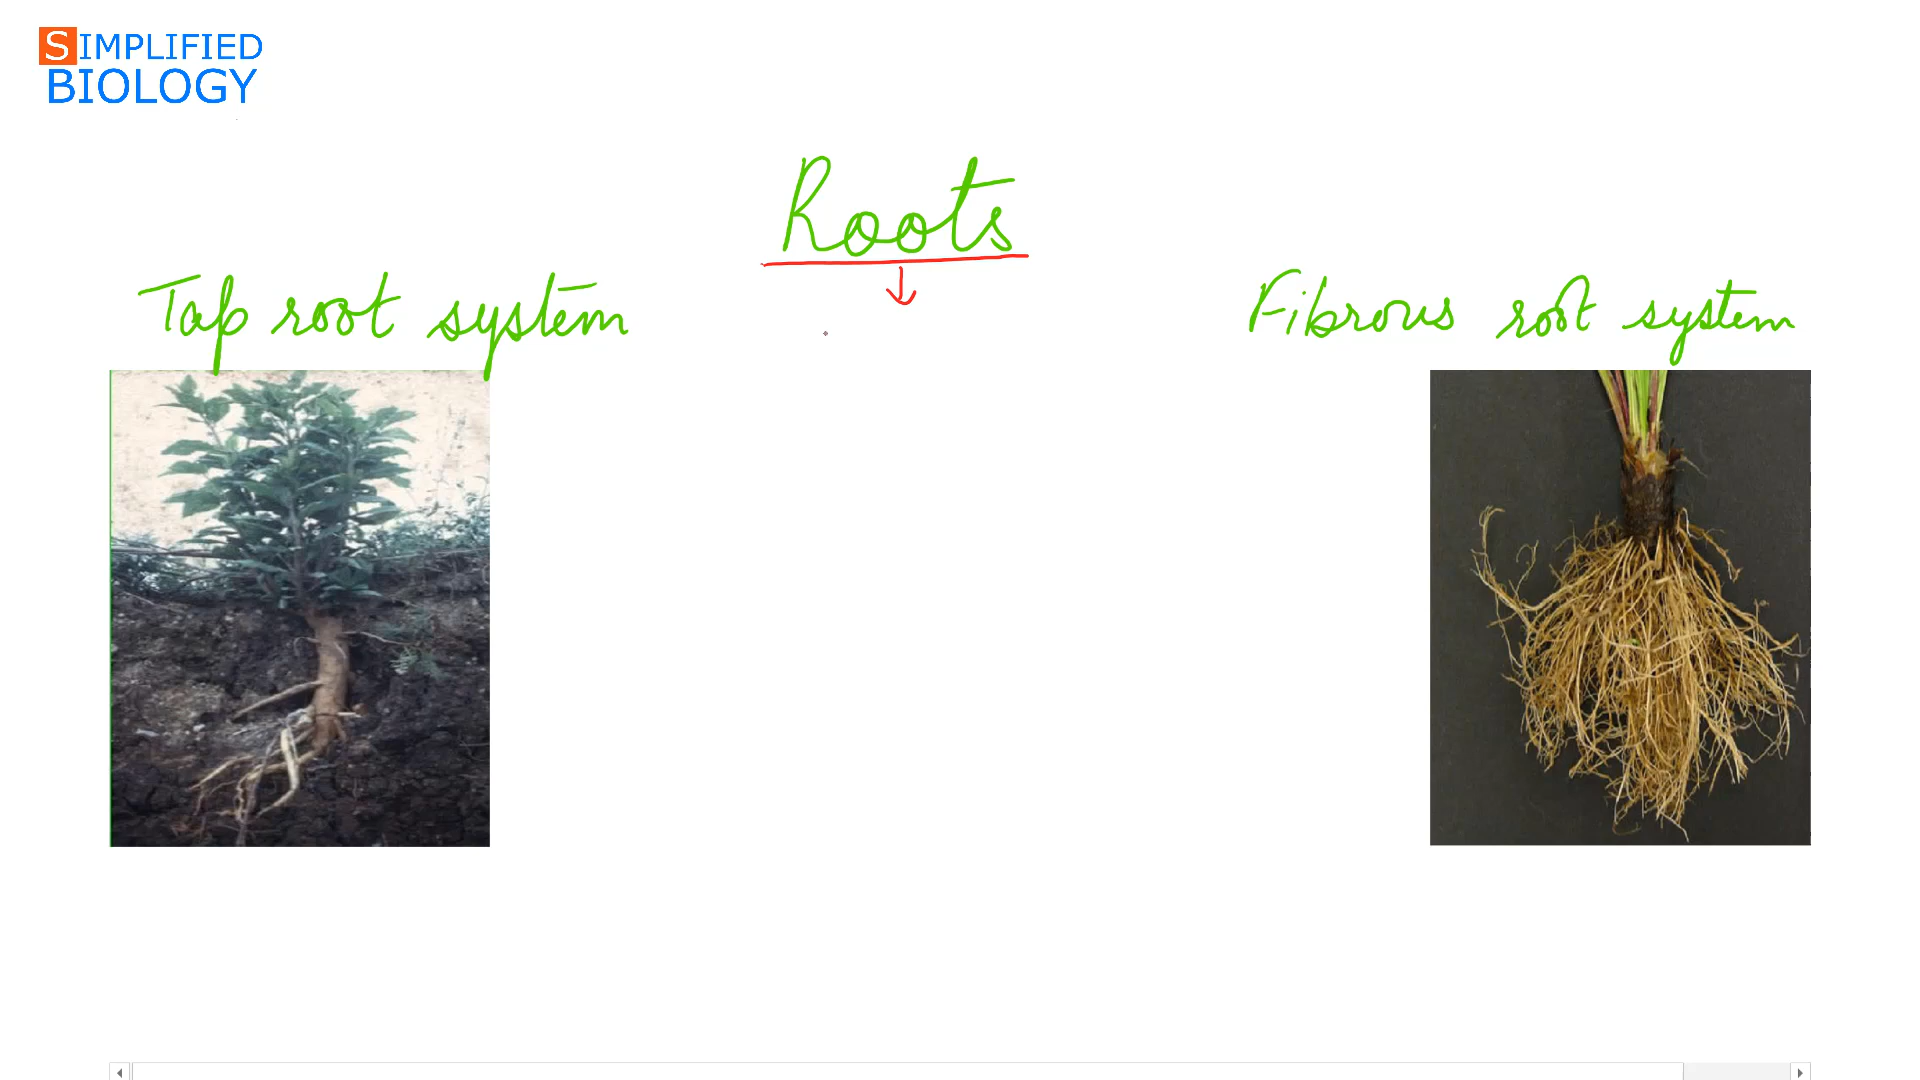 SIMPLIFIED
BIOLOGY
Roots
Tap root system
Fibrous root system